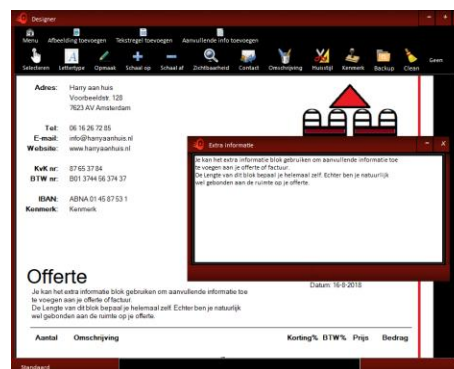 Designer
Menu Afbeelding toevoegen Tekstregel toevoegen Aanvullende info toevoegen
Selecteren Lettertype Opmaak Schaal op Schaal af Zichtbaarheid Contact Omschrijving Huisstijl Kenmerk Backup Clean Geen
Adres: Harry aan huis
Voorbeeldstr. 128
7623 AV Amsterdam
Tel: 06 16 26 72 85
E-mail: info@harryaanhuis.nl
Website: www.harryaanhuis.nl
KvK nr: 87 65 37 84
BTW nr: B01 3744 56 374 37
IBAN: ABNA 01 45 87 53 1
Kenmerk: Kenmerk
Extra informatie
Je kan het extra informatie blok gebruiken om aanvullende informatie toe
te voegen aan je offerte of factuur.
De Lengte van dit blok bepaal je helemaal zelf. Echter ben je natuurlijk
wel gebonden aan de ruimte op je offerte.
Offerte
Datum: 16-8-2018
Je kan het extra informatie blok gebruiken om aanvullende informatie toe
te voegen aan je offerte of factuur.
De Lengte van dit blok bepaal je helemaal zelf. Echter ben je natuurlijk
wel gebonden aan de ruimte op je offerte.
Aantal Omschrijving Korting% BTW% Prijs Bedrag
Standaard